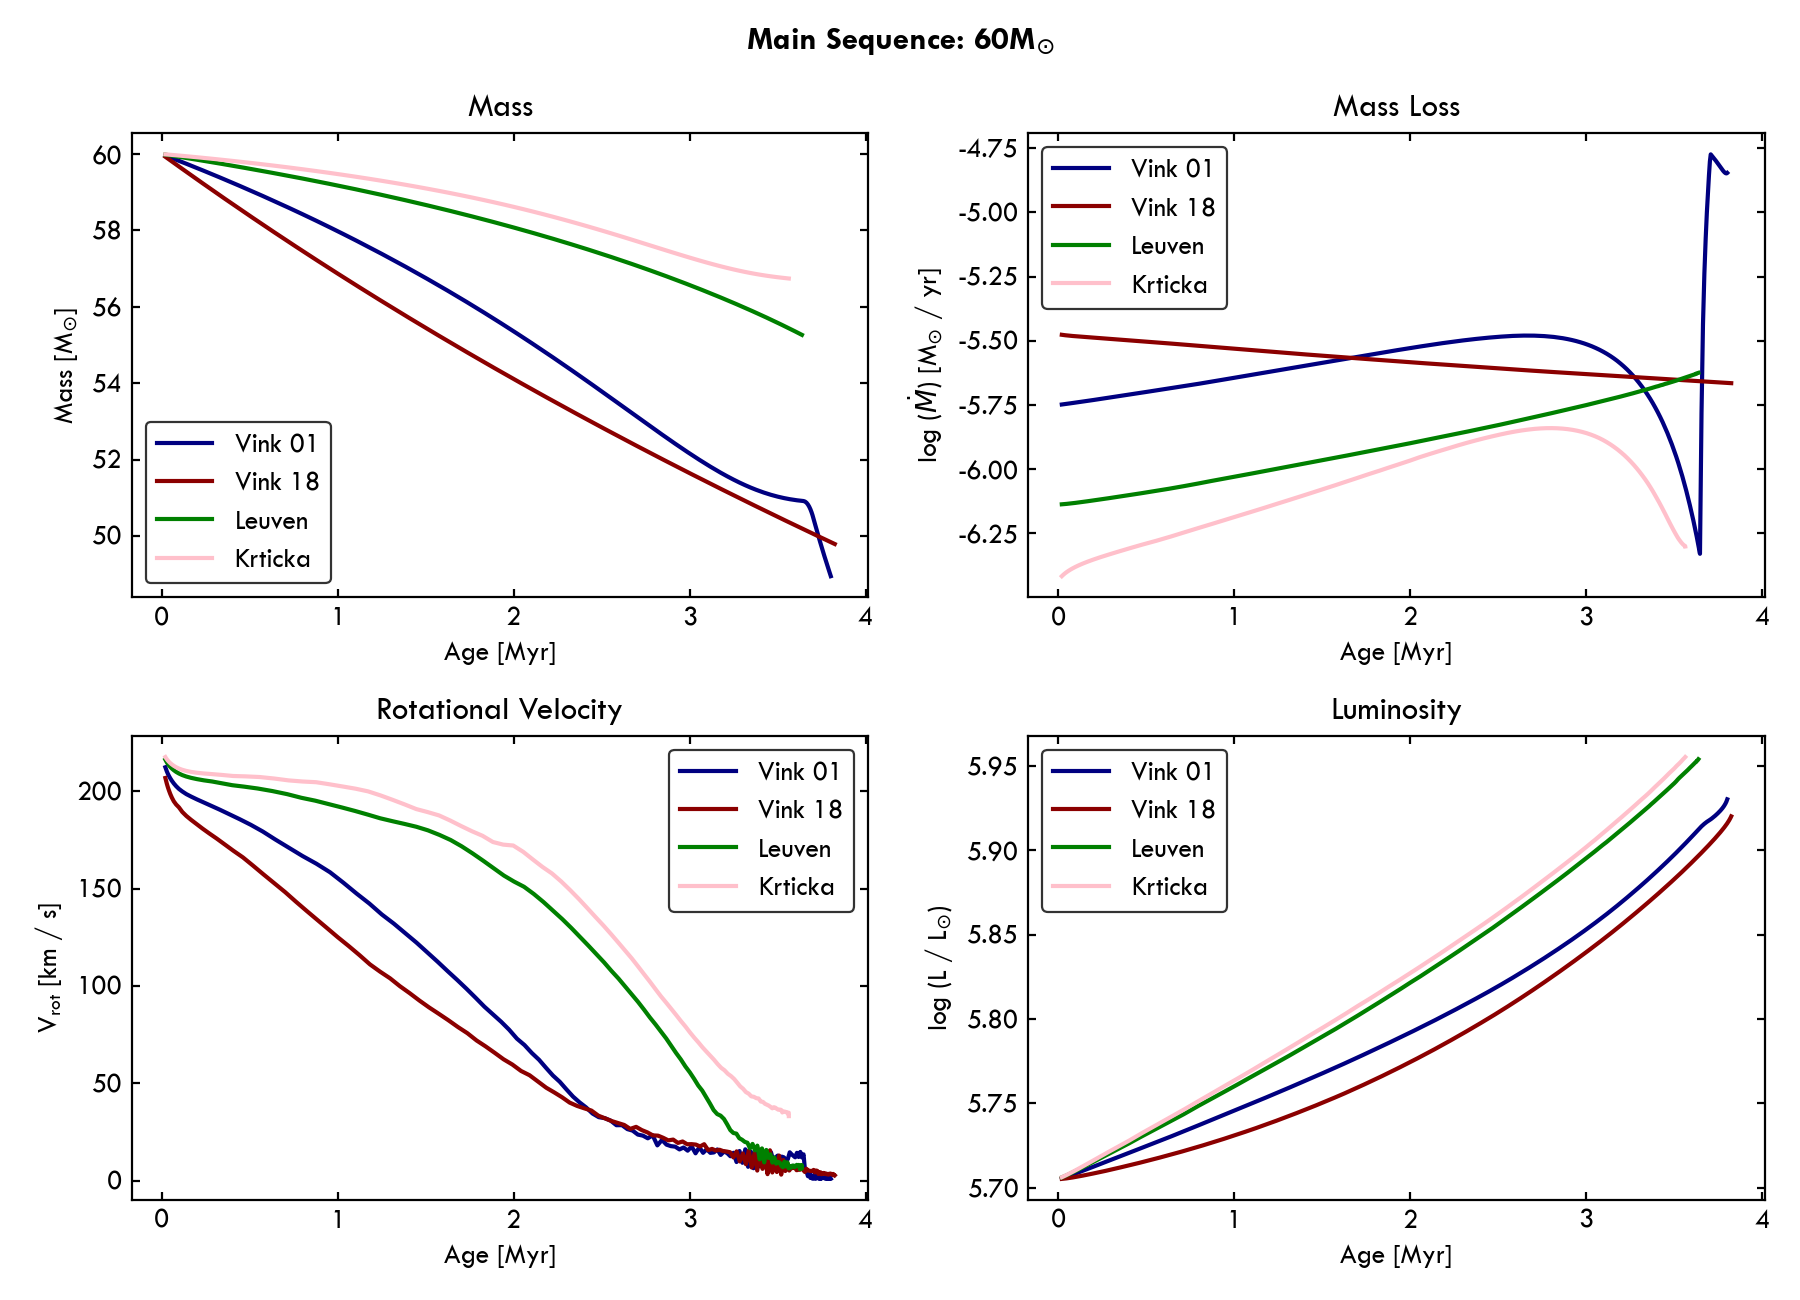 Main Sequence: 60M⊙
Mass
Mass [M⊙]
60
58
56
54
52
50
Vink 01
Vink 18
Leuven
Krticka
0 1 2 3 4
Age [Myr]
Mass Loss
log (Ṁ) [M⊙ / yr]
-4.75
-5.00
-5.25
-5.50
-5.75
-6.00
-6.25
Vink 01
Vink 18
Leuven
Krticka
0 1 2 3 4
Age [Myr]
Rotational Velocity
Vrot [km / s]
200
150
100
50
0
Vink 01
Vink 18
Leuven
Krticka
0 1 2 3 4
Age [Myr]
Luminosity
log (L / L⊙)
5.95
5.90
5.85
5.80
5.75
5.70
Vink 01
Vink 18
Leuven
Krticka
0 1 2 3 4
Age [Myr]